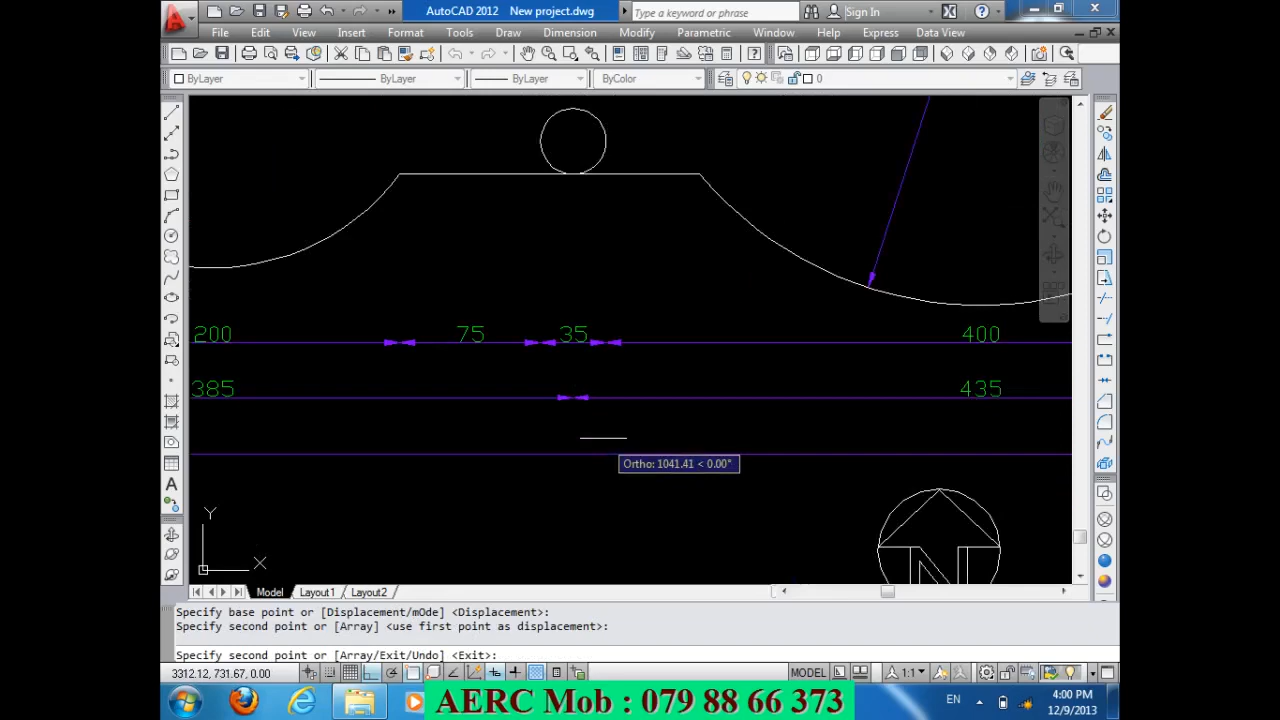 AutoCAD 2012 New project.dwg
Type a keyword or phrase
Sign In
File Edit View Insert Format Tools Draw Dimension Modify Parametric Window Help Express Data View
ByLayer ByLayer ByLayer ByColor 0
200 75 35 400
385 435
Ortho: 1041.41 < 0.00°
N
Y
X
Model Layout1 Layout2
Specify base point or [Displacement/mOde] <Displacement>:
Specify second point or [Array] <use first point as displacement>:
Specify second point or [Array/Exit/Undo] <Exit>:
3312.12, 731.67, 0.00 MODEL 1:1
AERC Mob : 079 88 66 373
EN
4:00 PM
12/9/2013